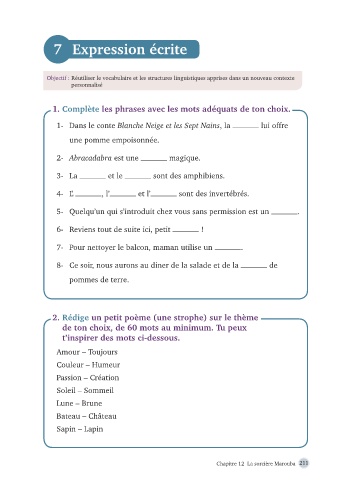 7 Expression écrite
Objectif : Réutiliser le vocabulaire et les structures linguistiques apprises dans un nouveau contexte
personnalisé
1. Complète les phrases avec les mots adéquats de ton choix.
1- Dans le conte Blanche Neige et les Sept Nains, la ______ lui offre
une pomme empoisonnée.
2- Abracadabra est une ______ magique.
3- La ______ et le ______ sont des amphibiens.
4- L' ______, l'______ et l'______ sont des invertébrés.
5- Quelqu'un qui s'introduit chez vous sans permission est un ______.
6- Reviens tout de suite ici, petit ______ !
7- Pour nettoyer le balcon, maman utilise un ______.
8- Ce soir, nous aurons au diner de la salade et de la ______ de
pommes de terre.
2. Rédige un petit poème (une strophe) sur le thème
de ton choix, de 60 mots au minimum. Tu peux
t'inspirer des mots ci-dessous.
Amour – Toujours
Couleur – Humeur
Passion – Création
Soleil – Sommeil
Lune – Brune
Bateau – Château
Sapin – Lapin
Chapitre 12 La sorcière Marouba 211